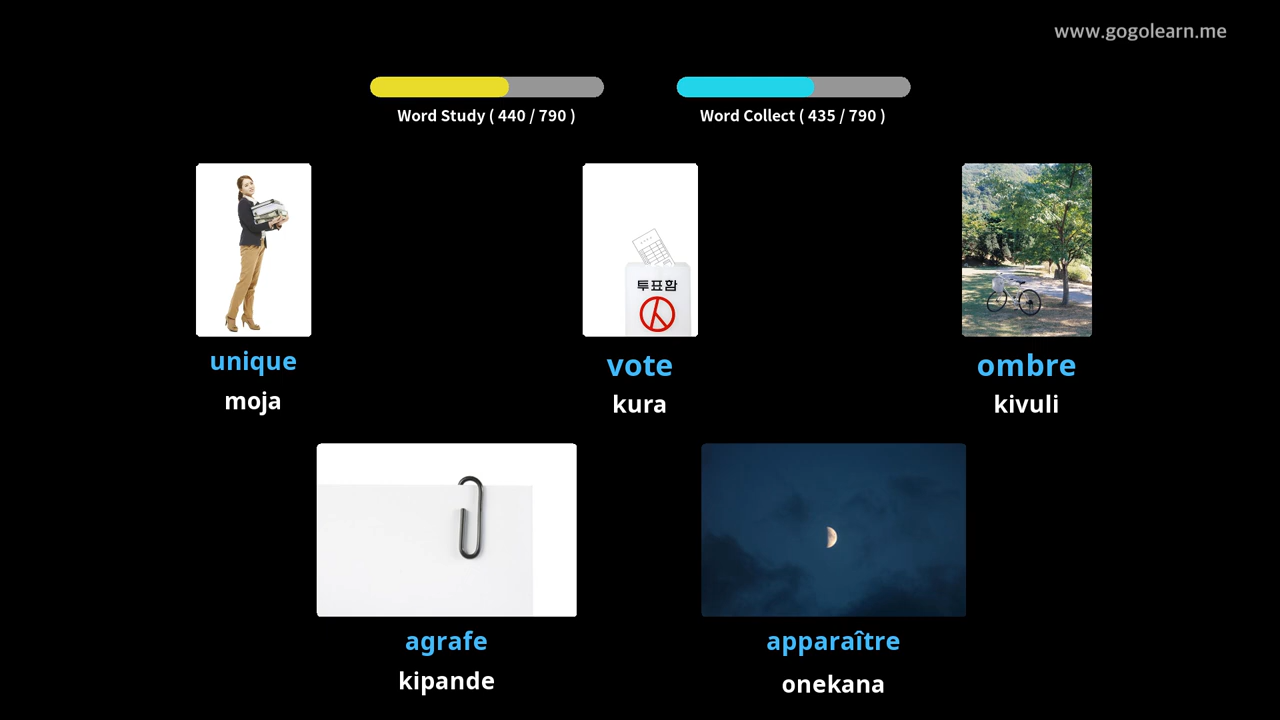 www.gogolearn.me
Word Study ( 440 / 790 )
Word Collect ( 435 / 790 )
투표함
unique
vote
ombre
moja
kura
kivuli
agrafe
apparaître
kipande
onekana